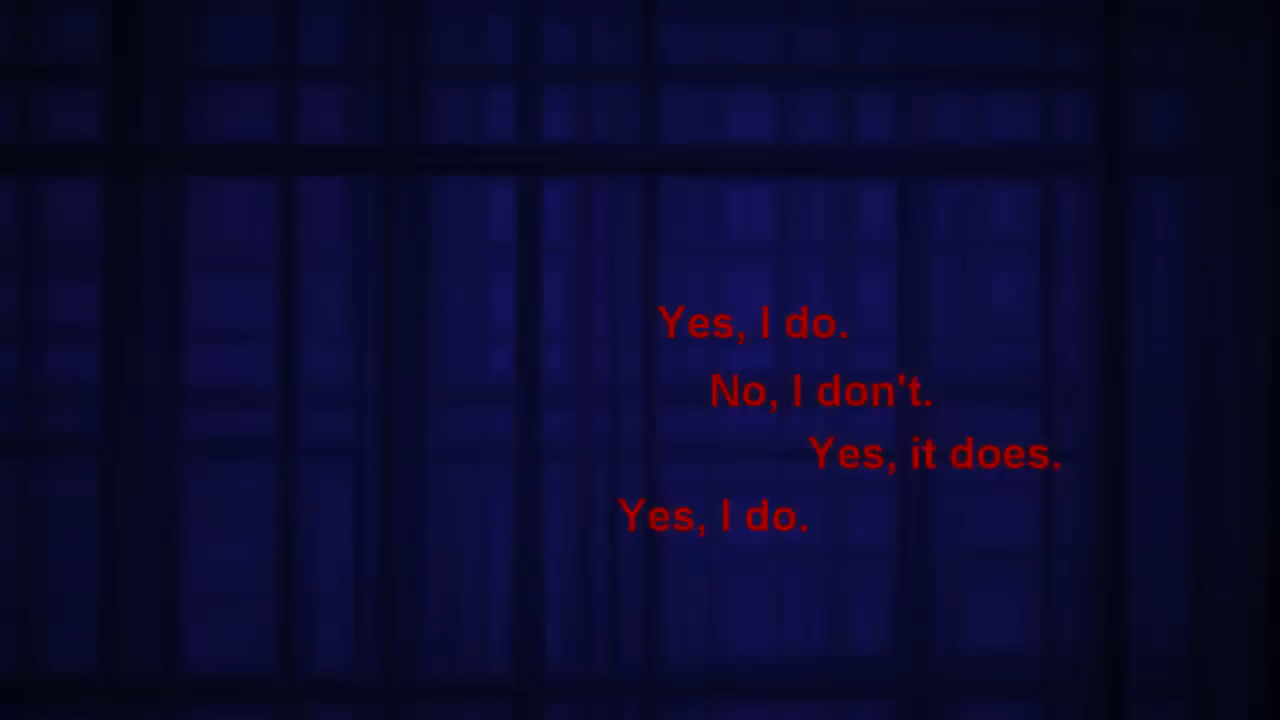 Yes, I do.
No, I don't.
Yes, it does.
Yes, I do.